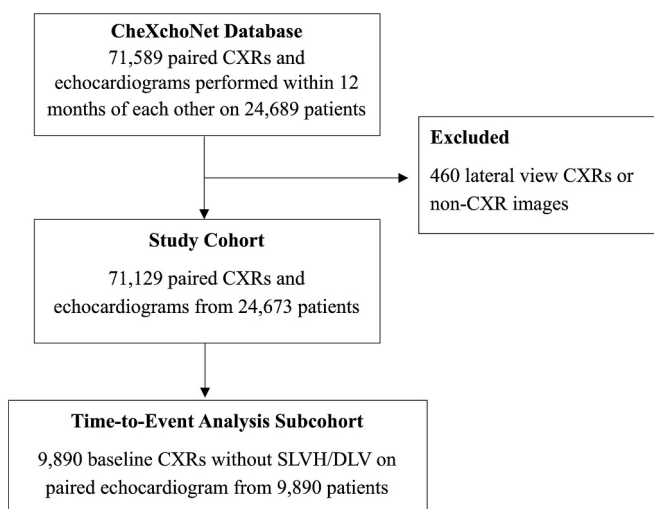 CheXchoNet Database
71,589 paired CXRs and
echocardiograms performed within 12
months of each other on 24,689 patients
Excluded
460 lateral view CXRs or
non-CXR images
Study Cohort
71,129 paired CXRs and
echocardiograms from 24,673 patients
Time-to-Event Analysis Subcohort
9,890 baseline CXRs without SLVH/DLV on
paired echocardiogram from 9,890 patients